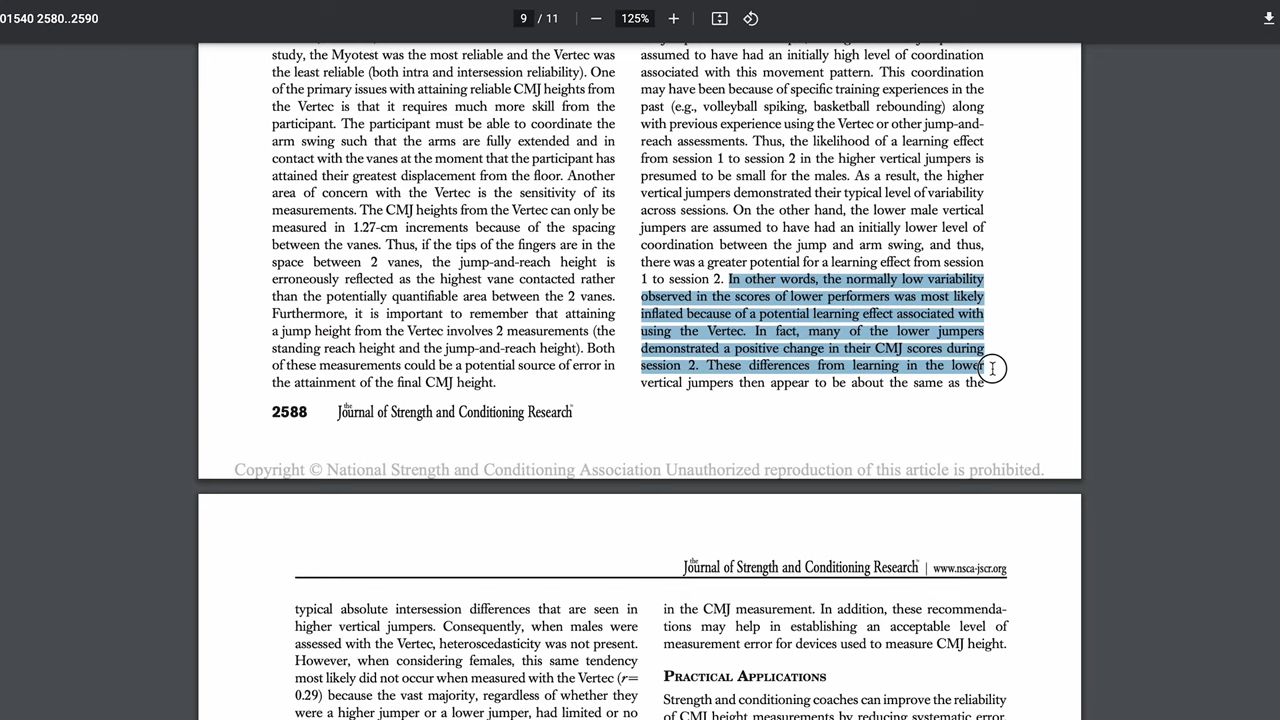 01540 2580..2590
9 / 11
125%
study, the Myotest was the most reliable and the Vertec was
the least reliable (both intra and intersession reliability). One
of the primary issues with attaining reliable CMJ heights from
the Vertec is that it requires much more skill from the
participant. The participant must be able to coordinate the
arm swing such that the arms are fully extended and in
contact with the vanes at the moment that the participant has
attained their greatest displacement from the floor. Another
area of concern with the Vertec is the sensitivity of its
measurements. The CMJ heights from the Vertec can only be
measured in 1.27-cm increments because of the spacing
between the vanes. Thus, if the tips of the fingers are in the
space between 2 vanes, the jump-and-reach height is
erroneously reflected as the highest vane contacted rather
than the potentially quantifiable area between the 2 vanes.
Furthermore, it is important to remember that attaining
a jump height from the Vertec involves 2 measurements (the
standing reach height and the jump-and-reach height). Both
of these measurements could be a potential source of error in
the attainment of the final CMJ height.
assumed to have had an initially high level of coordination
associated with this movement pattern. This coordination
may have been because of specific training experiences in the
past (e.g., volleyball spiking, basketball rebounding) along
with previous experience using the Vertec or other jump-and-
reach assessments. Thus, the likelihood of a learning effect
from session 1 to session 2 in the higher vertical jumpers is
presumed to be small for the males. As a result, the higher
vertical jumpers demonstrated their typical level of variability
across sessions. On the other hand, the lower male vertical
jumpers are assumed to have had an initially lower level of
coordination between the jump and arm swing, and thus,
there was a greater potential for a learning effect from session
1 to session 2. In other words, the normally low variability
observed in the scores of lower performers was most likely
inflated because of a potential learning effect associated with
using the Vertec. In fact, many of the lower jumpers
demonstrated a positive change in their CMJ scores during
session 2. These differences from learning in the lower
vertical jumpers then appear to be about the same as the
2588 the Journal of Strength and Conditioning Research
Copyright © National Strength and Conditioning Association Unauthorized reproduction of this article is prohibited.
the Journal of Strength and Conditioning Research | www.nsca-jscr.org
typical absolute intersession differences that are seen in
higher vertical jumpers. Consequently, when males were
assessed with the Vertec, heteroscedasticity was not present.
However, when considering females, this same tendency
most likely did not occur when measured with the Vertec (r=
0.29) because the vast majority, regardless of whether they
were a higher jumper or a lower jumper, had limited or no
in the CMJ measurement. In addition, these recommenda-
tions may help in establishing an acceptable level of
measurement error for devices used to measure CMJ height.
PRACTICAL APPLICATIONS
Strength and conditioning coaches can improve the reliability
of CMJ height measurements by reducing systematic error,